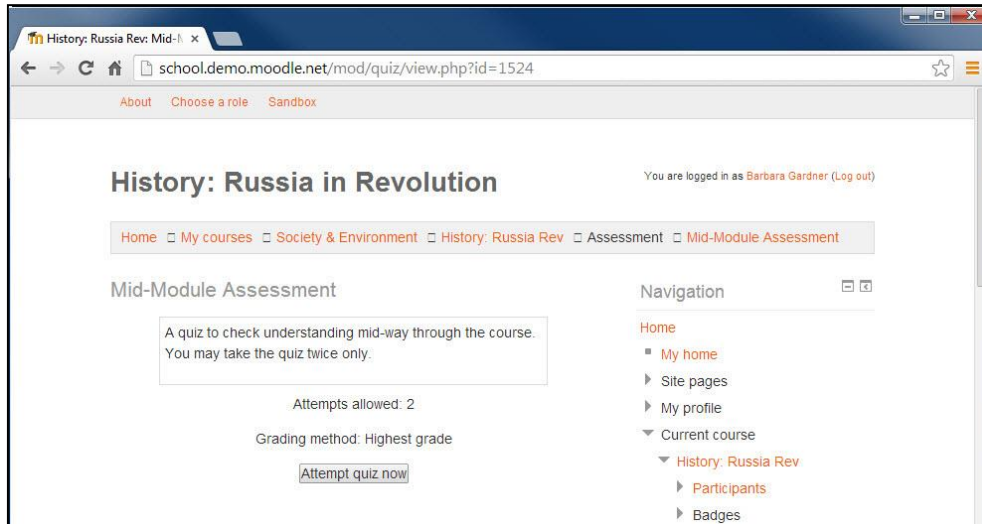 History: Russia Rev: Mid-M
school.demo.moodle.net/mod/quiz/view.php?id=1524
About Choose a role Sandbox
History: Russia in Revolution
You are logged in as Barbara Gardner (Log out)
Home My courses Society & Environment History: Russia Rev Assessment Mid-Module Assessment
Mid-Module Assessment
A quiz to check understanding mid-way through the course.
You may take the quiz twice only.
Attempts allowed: 2
Grading method: Highest grade
Attempt quiz now
Navigation
Home
My home
Site pages
My profile
Current course
History: Russia Rev
Participants
Badges